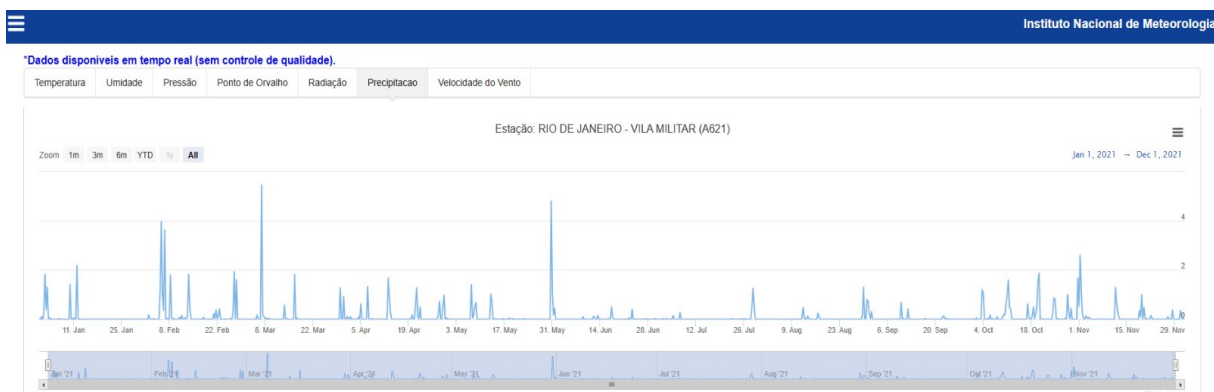 Instituto Nacional de Meteorologia
*Dados disponíveis em tempo real (sem controle de qualidade).
Temperatura Umidade Pressão Ponto de Orvalho Radiação Precipitacao Velocidade do Vento
Estação: RIO DE JANEIRO - VILA MILITAR (A621)
Zoom 1m 3m 6m YTD 1y All Jan 1, 2021 → Dec 1, 2021
4
2
0
11. Jan 25. Jan 8. Feb 22. Feb 8. Mar 22. Mar 5. Apr 19. Apr 3. May 17. May 31. May 14. Jun 28. Jun 12. Jul 26. Jul 9. Aug 23. Aug 6. Sep 20. Sep 4. Oct 18. Oct 1. Nov 15. Nov 29. Nov
Jan '21 Feb '21 Mar '21 Apr '21 May '21 Jun '21 Jul '21 Aug '21 Sep '21 Oct '21 Nov '21